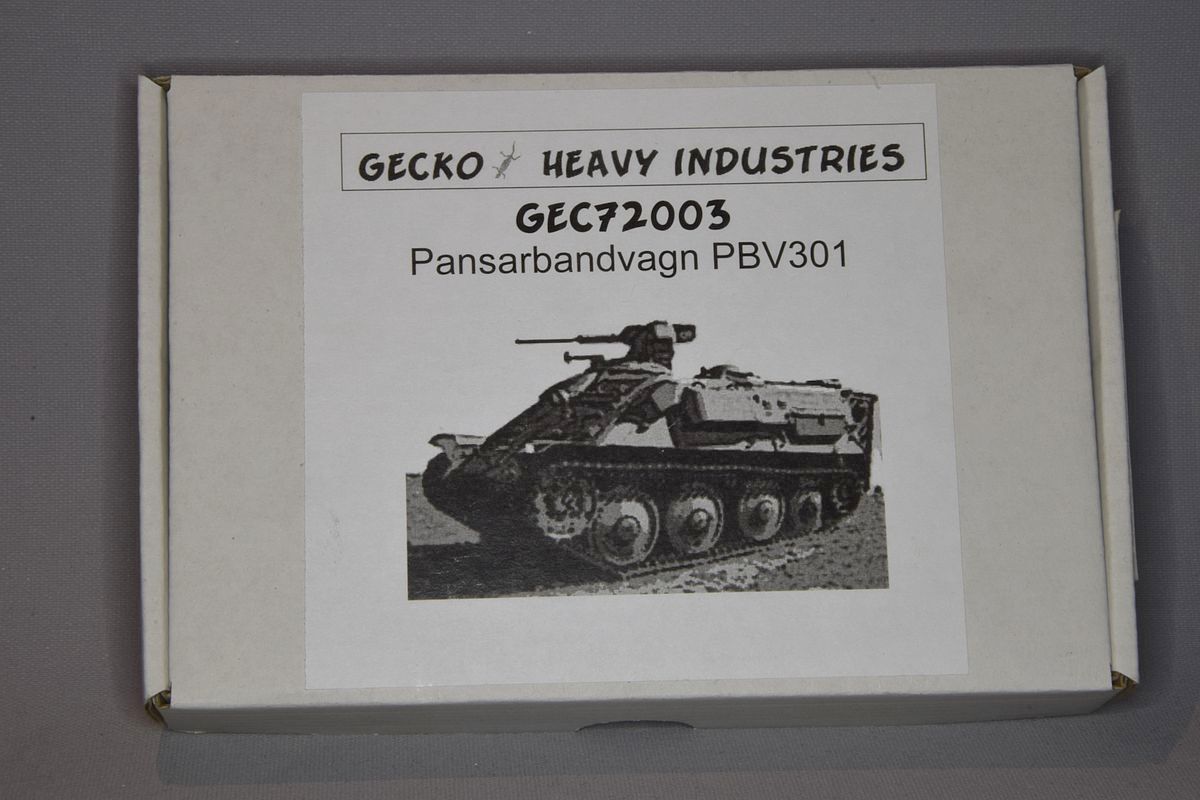 GECKO HEAVY INDUSTRIES
GEC72003
Pansarbandvagn PBV301